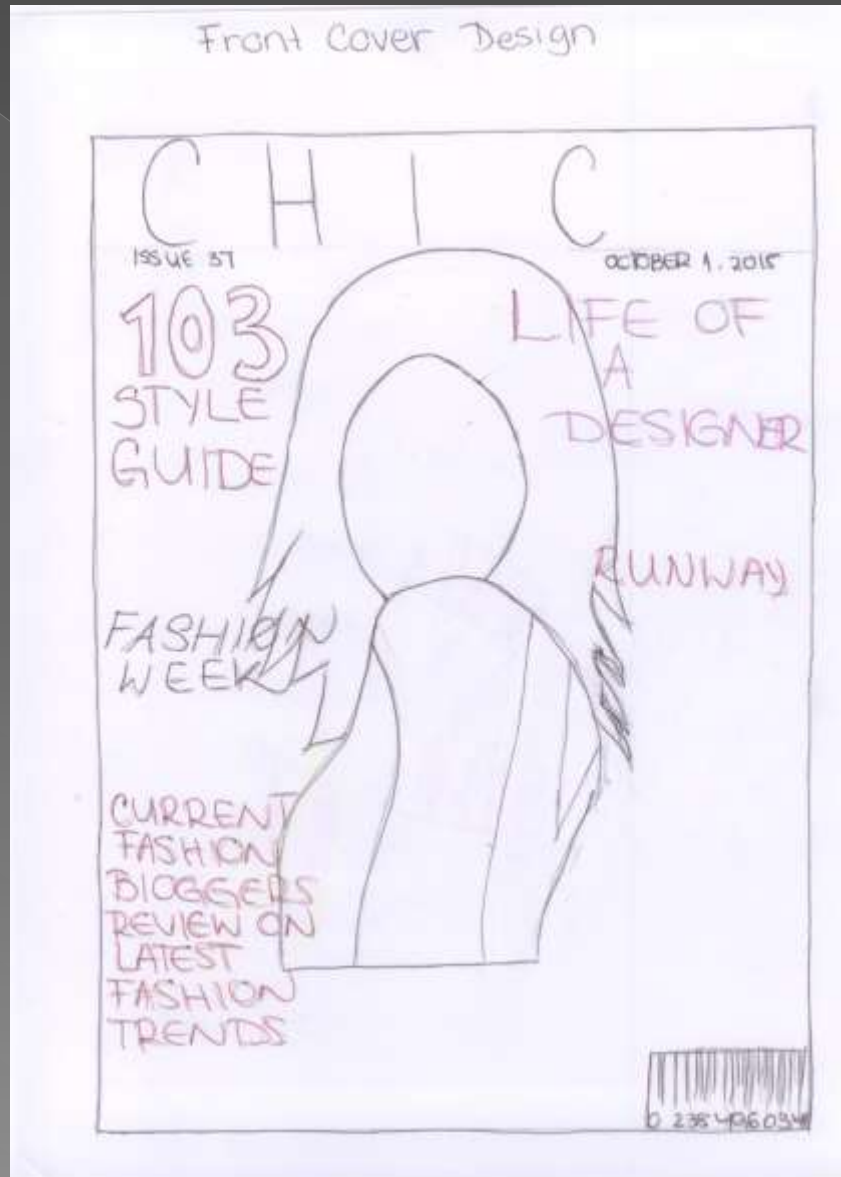 Front Cover Design
CHIC
ISSUE 37
OCTOBER 1. 2015
103
STYLE
GUIDE
LIFE OF
A
DESIGNER
RUNWAY
FASHION
WEEK
CURRENT
FASHION
BLOGGERS
REVIEW ON
LATEST
FASHION
TRENDS